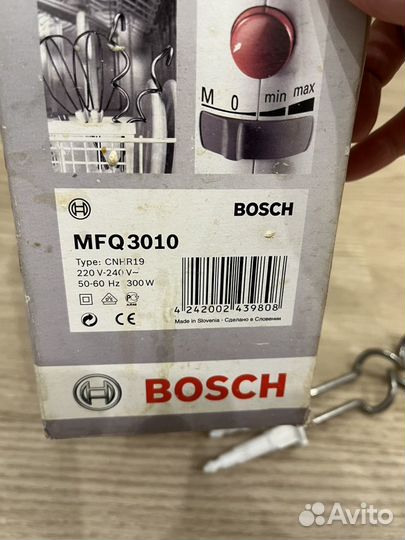 M 0 min max
BOSCH
MFQ3010
Type: CNHR19
220 V-240 V~
50-60 Hz 300 W
4 242002 439808
CE
Made in Slovenia · Сделано в Словении
BOSCH
Avito